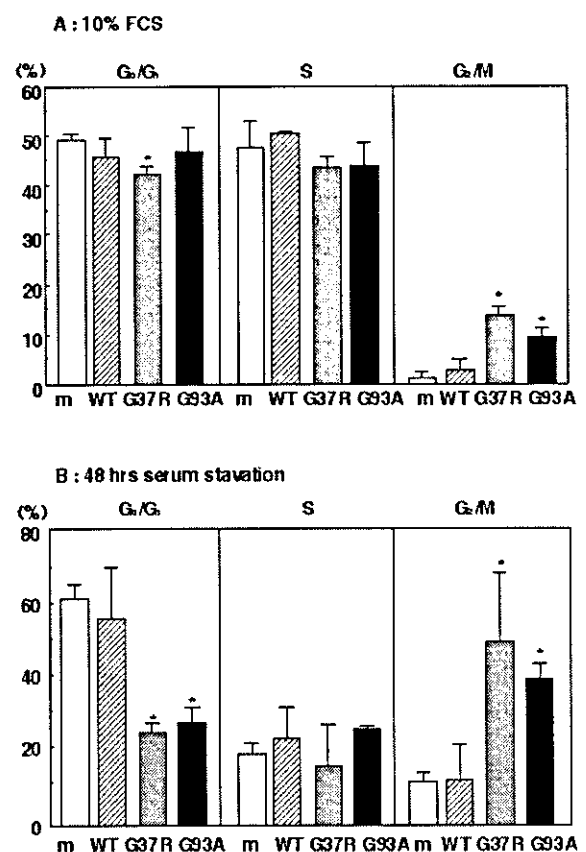 A : 10% FCS
(%) G₀/G₁ S G₂/M
60
50
40
30
20
10
0
* * *
m WT G37R G93A m WT G37R G93A m WT G37R G93A
B : 48 hrs serum stavation
(%) G₀/G₁ S G₂/M
80
60
40
20
0
* * * *
m WT G37R G93A m WT G37R G93A m WT G37R G93A